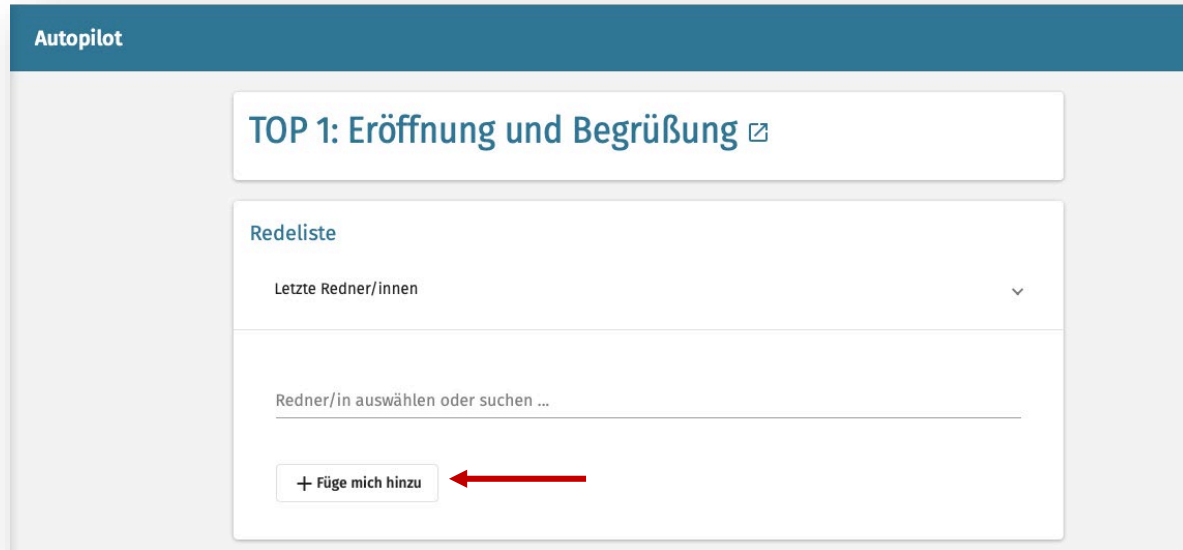 Autopilot
TOP 1: Eröffnung und Begrüßung
Redeliste
Letzte Redner/innen
Redner/in auswählen oder suchen ...
+ Füge mich hinzu